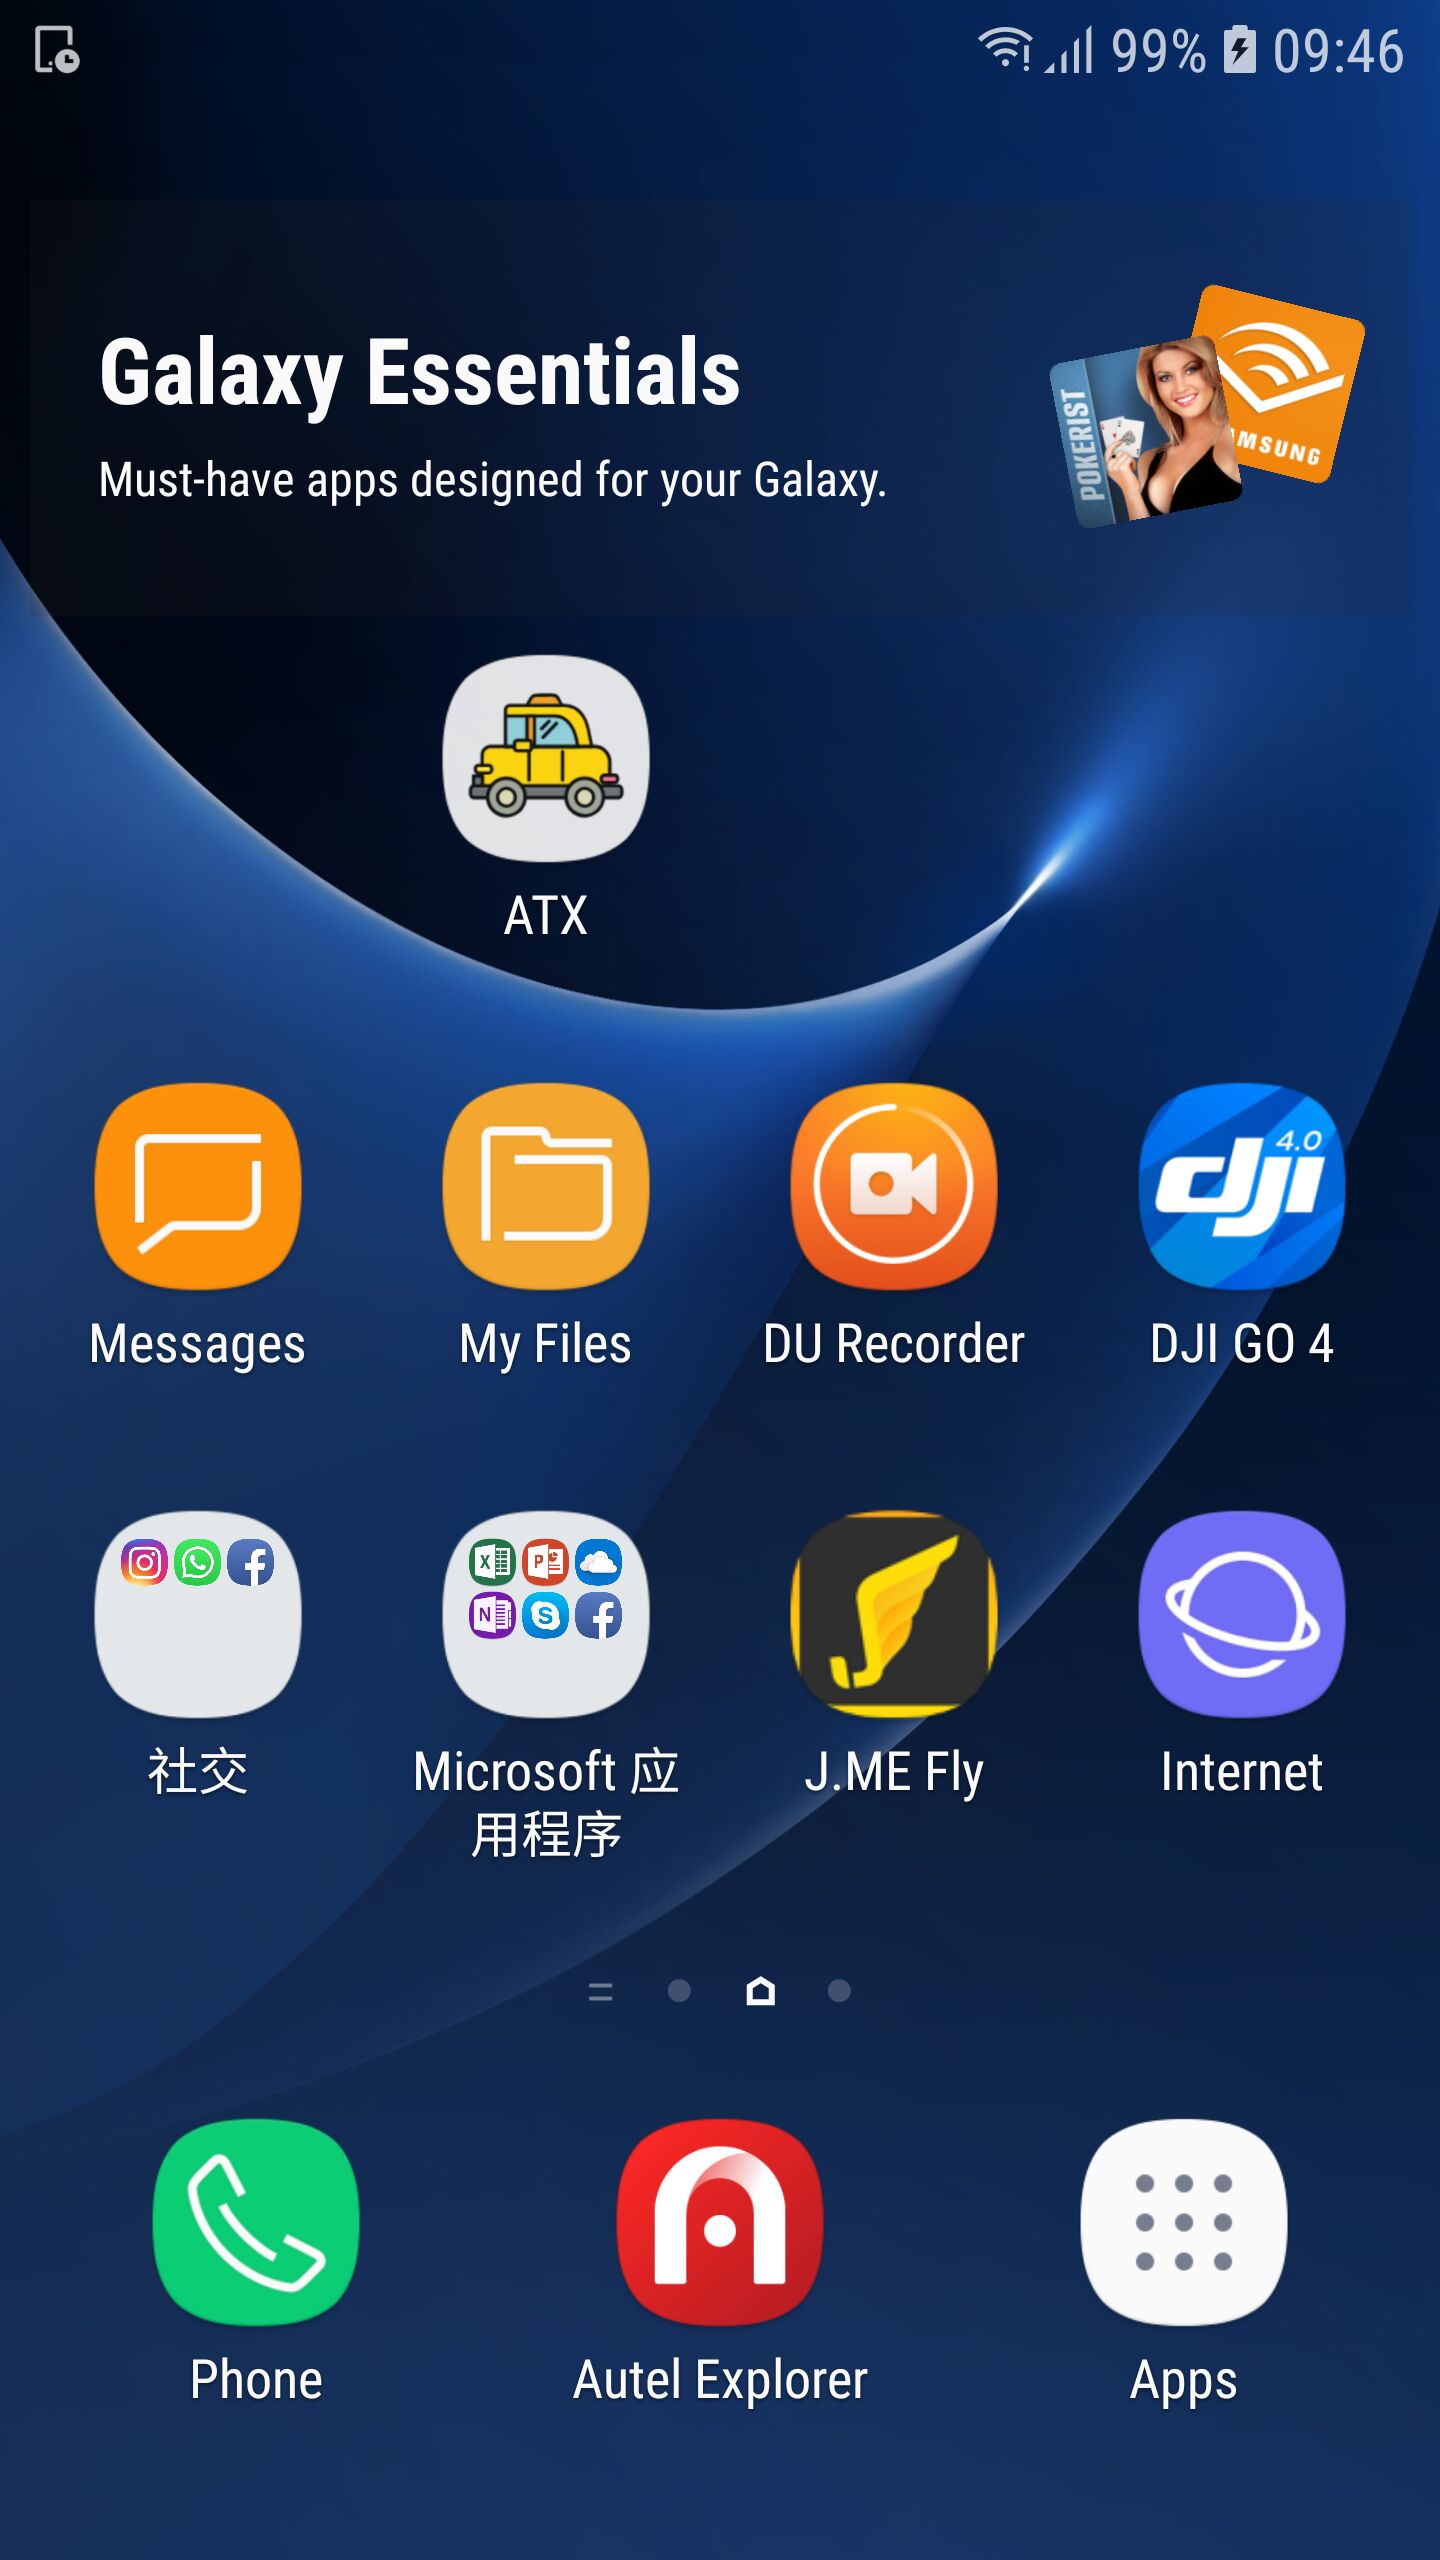 99% 09:46
Galaxy Essentials
Must-have apps designed for your Galaxy.
POKERIST
AMSUNG
ATX
4.0
dji
Messages My Files DU Recorder DJI GO 4
X P
N S f
f
社交 Microsoft 应 J.ME Fly Internet
用程序
Phone Autel Explorer Apps